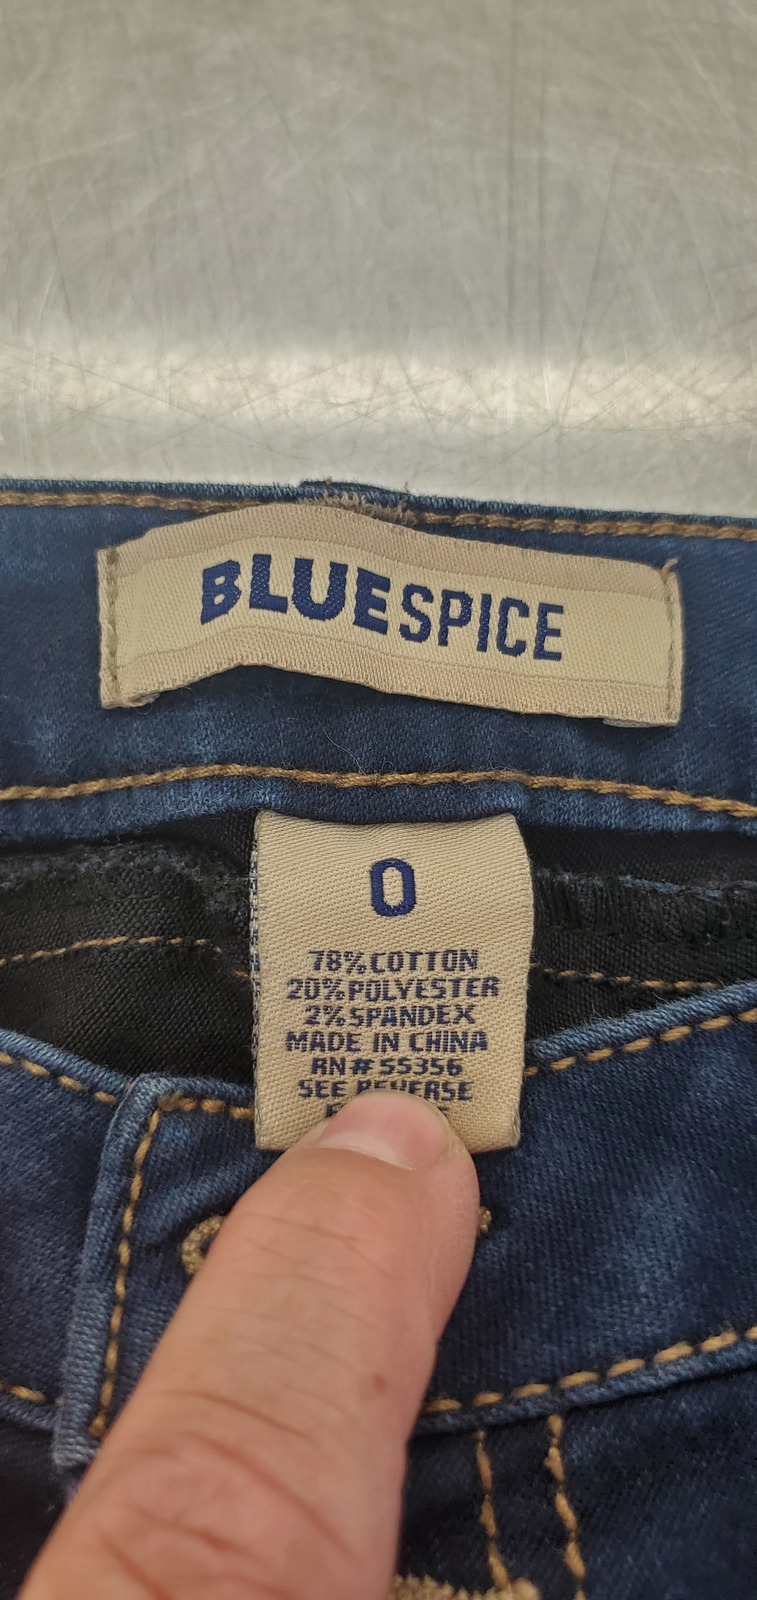 BLUESPICE
0
78% COTTON
20% POLYESTER
2% SPANDEX
MADE IN CHINA
RN# 55356
SEE REVERSE